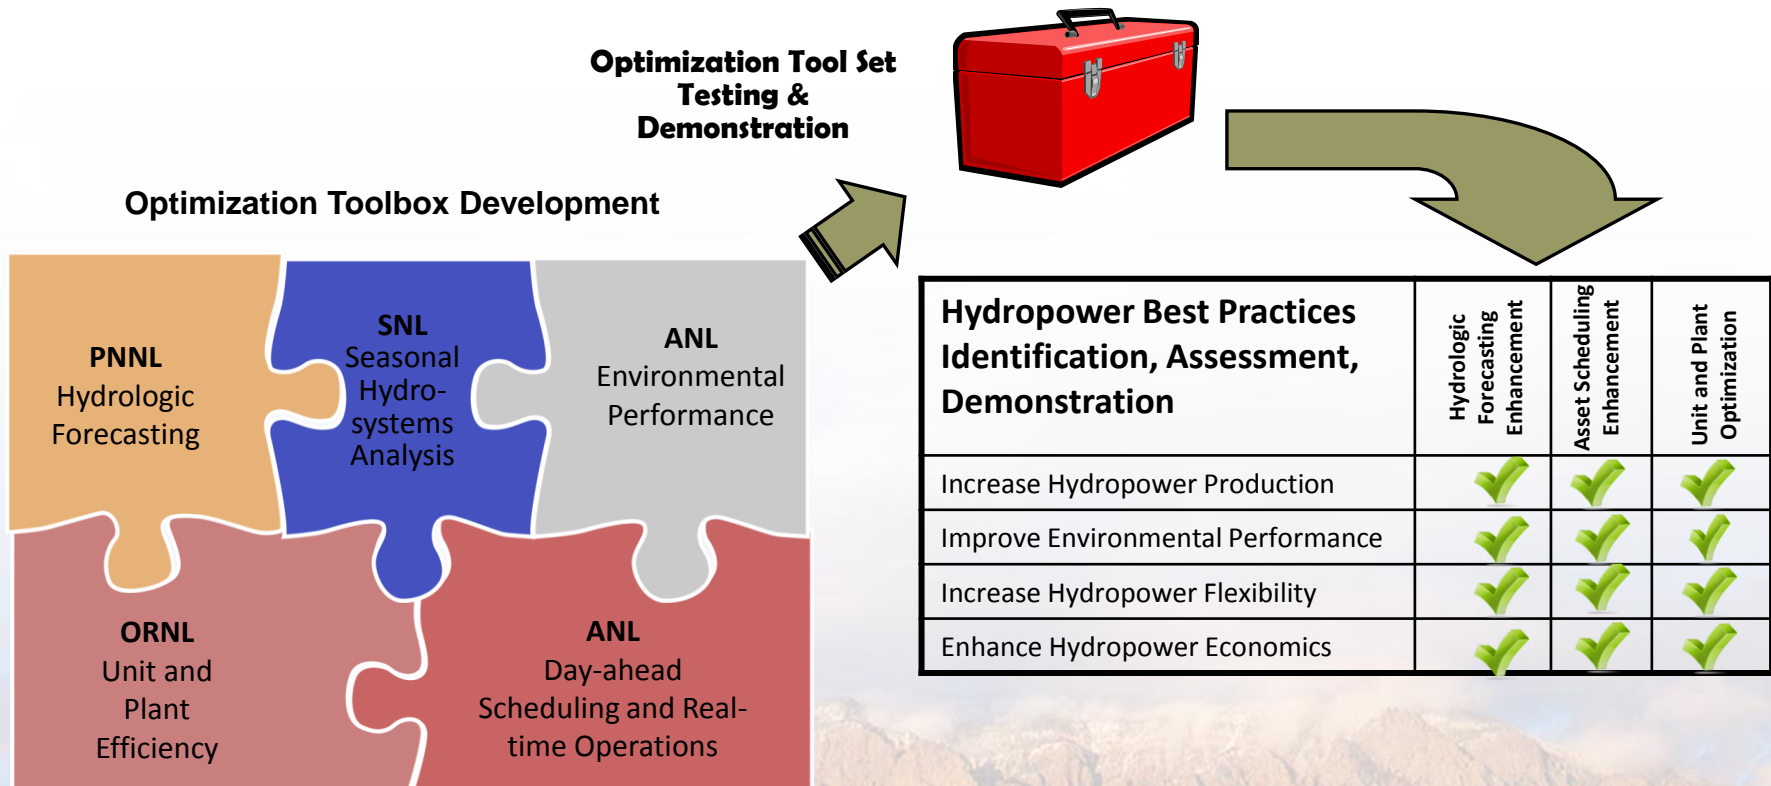 Optimization Tool Set
Testing &
Demonstration
Optimization Toolbox Development
PNNL
Hydrologic
Forecasting
SNL
Seasonal
Hydro-
systems
Analysis
ANL
Environmental
Performance
ORNL
Unit and
Plant
Efficiency
ANL
Day-ahead
Scheduling and Real-
time Operations
Hydropower Best Practices
Identification, Assessment,
Demonstration
Hydrologic
Forecasting
Enhancement
Asset Scheduling
Enhancement
Unit and Plant
Optimization
Increase Hydropower Production
Improve Environmental Performance
Increase Hydropower Flexibility
Enhance Hydropower Economics